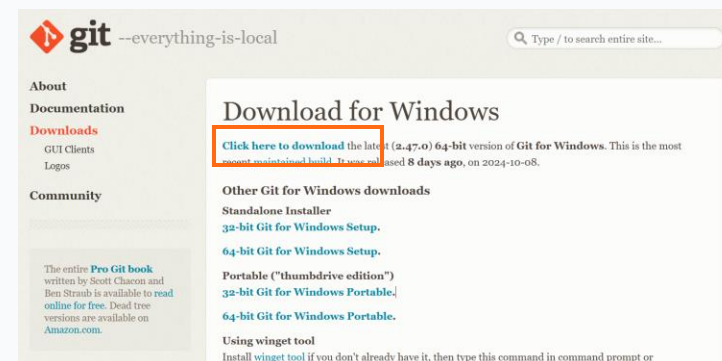 git --everything-is-local
Type / to search entire site...
About
Documentation
Downloads
GUI Clients
Logos
Community
The entire Pro Git book
written by Scott Chacon and
Ben Straub is available to read
online for free. Dead tree
versions are available on
Amazon.com.
Download for Windows
Click here to download the latest (2.47.0) 64-bit version of Git for Windows. This is the most
recent maintained build. It was released 8 days ago, on 2024-10-08.
Other Git for Windows downloads
Standalone Installer
32-bit Git for Windows Setup.
64-bit Git for Windows Setup.
Portable ("thumbdrive edition")
32-bit Git for Windows Portable.
64-bit Git for Windows Portable.
Using winget tool
Install winget tool if you don't already have it, then type this command in command prompt or